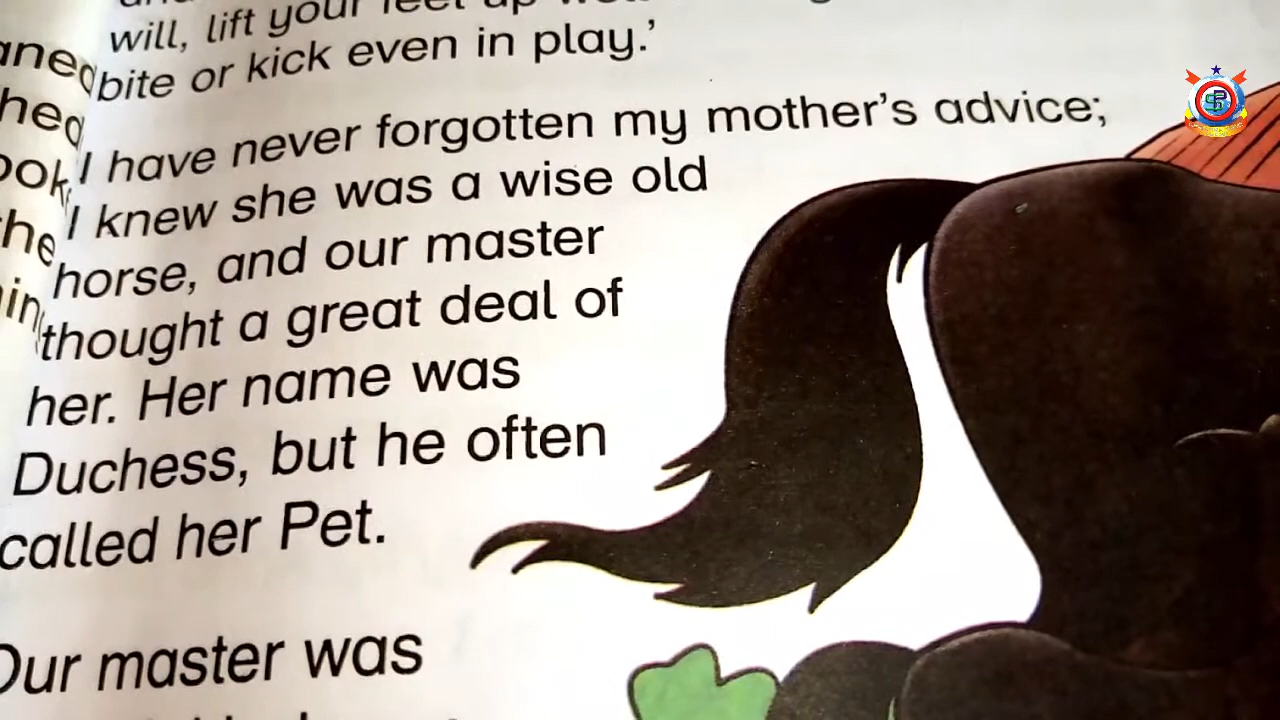 will, lift your feet up
bite or kick even in play.'
I have never forgotten my mother's advice;
I knew she was a wise old
horse, and our master
thought a great deal of
her. Her name was
Duchess, but he often
called her Pet.
Our master was